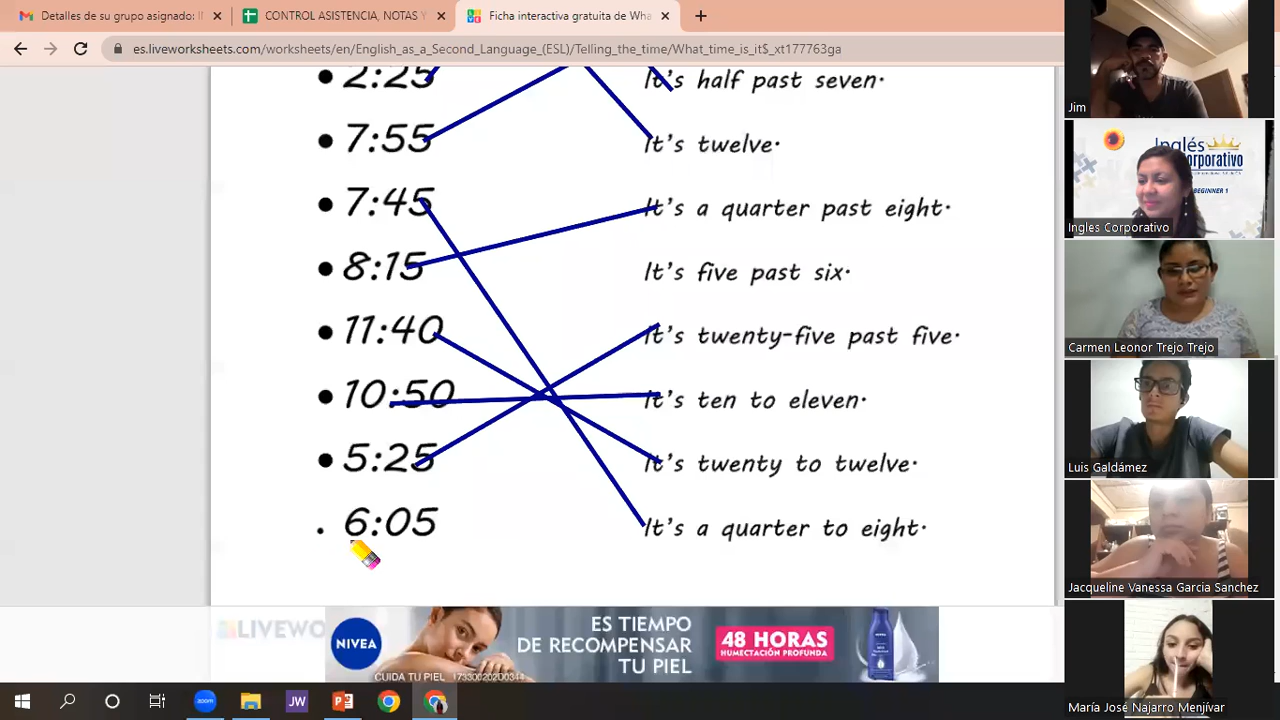 Detalles de su grupo asignado: II
CONTROL ASISTENCIA, NOTAS Y
Ficha interactiva gratuita de Wha
es.liveworksheets.com/worksheets/en/English_as_a_Second_Language_(ESL)/Telling_the_time/What_time_is_it$_xt177763ga
2:25
It's half past seven.
7:55
It's twelve.
7:45
It's a quarter past eight.
8:15
It's five past six.
11:40
It's twenty-five past five.
10:50
It's ten to eleven.
5:25
It's twenty to twelve.
6:05
It's a quarter to eight.
LIVEWO
NIVEA
ES TIEMPO
DE RECOMPENSAR
TU PIEL
48 HORAS
HUMECTACIÓN PROFUNDA
CUIDA TU PIEL
17330020200344
zoom
JW
Jim
Inglés
Corporativo
BEGINNER 1
Ingles Corporativo
Carmen Leonor Trejo Trejo
Luis Galdámez
Jacqueline Vanessa Garcia Sanchez
María José Najarro Menjívar